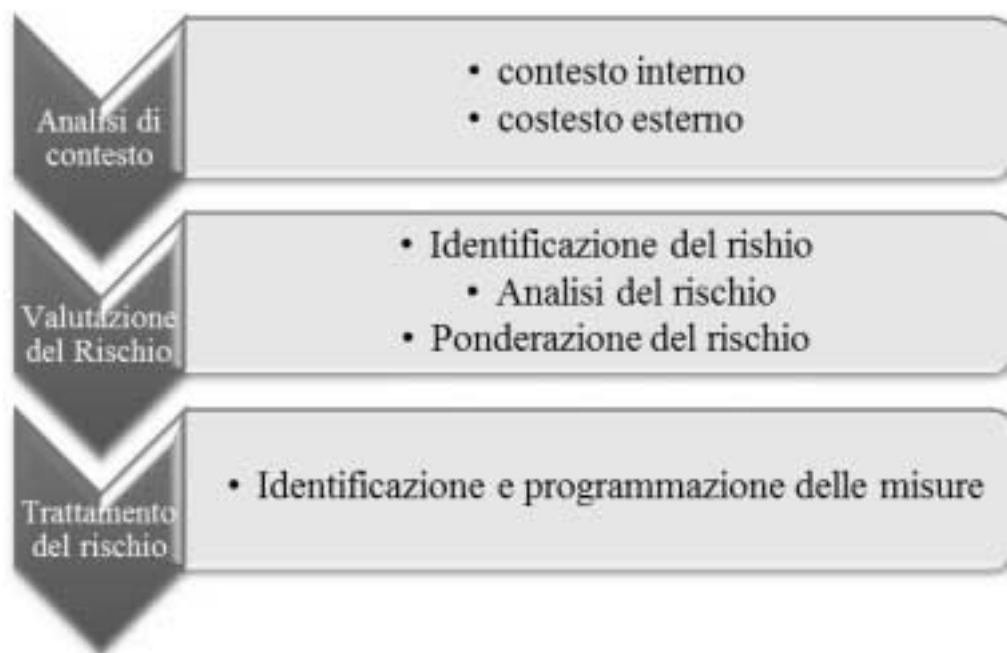 Analisi di
contesto
• contesto interno
• costesto esterno
Valutazione
del Rischio
• Identificazione del rishio
• Analisi del rischio
• Ponderazione del rischio
Trattamento
del rischio
• Identificazione e programmazione delle misure